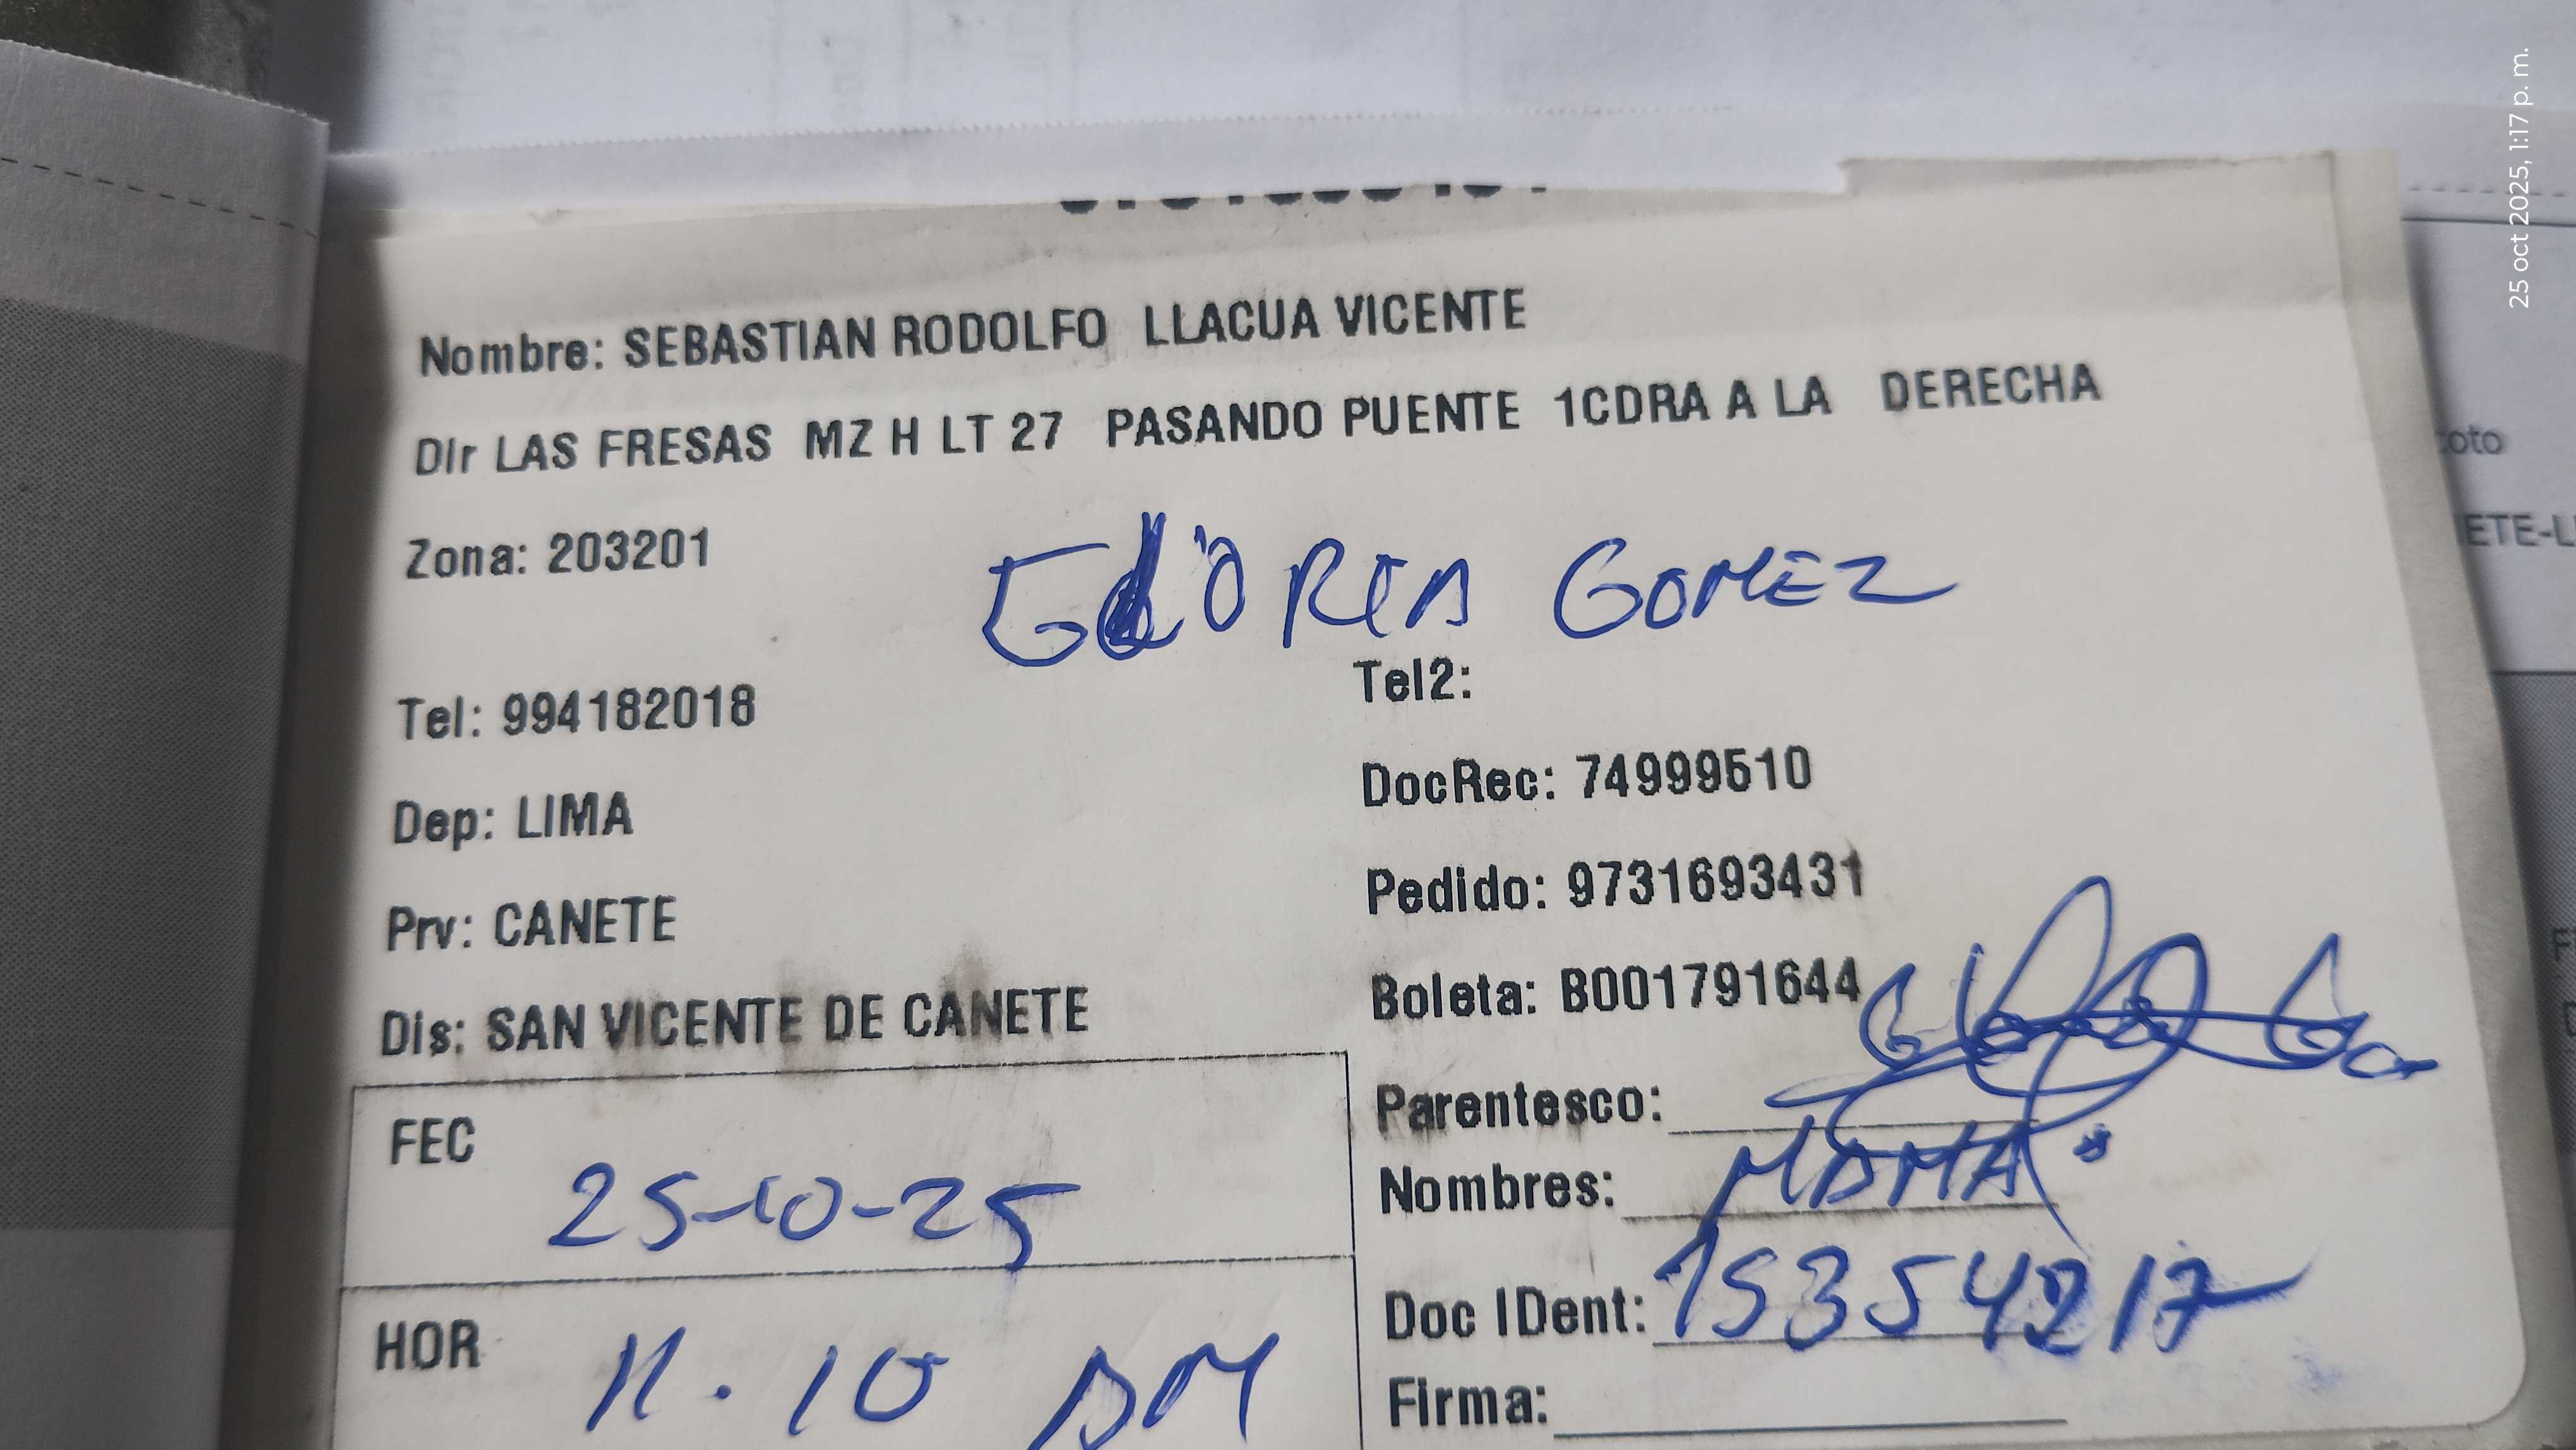 Nombre: SEBASTIAN RODOLFO LLACUA VICENTE
Dir LAS FRESAS MZ H LT 27 PASANDO PUENTE 1CDRA A LA DERECHA
Zona: 203201
GLORIA GOMEZ
Tel: 994182018
Tel2:
Dep: LIMA
DocRec: 74999510
Prv: CANETE
Pedido: 9731693431
Dis: SAN VICENTE DE CANETE
Boleta: B001791644
FEC
25-10-25
Parentesco:
Nombres: MAMA
HOR
11.10 AM
Doc IDent: 15354217
Firma:
25 oct 2025, 1:17 p. m.
oto
ETE-L